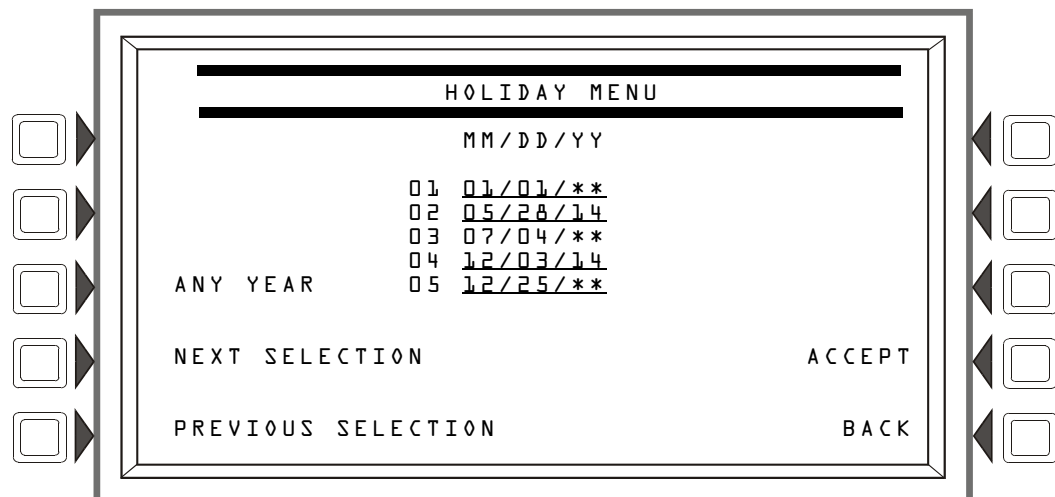 HOLIDAY MENU
MM/DD/YY
01 01/01/**
02 05/28/14
03 07/04/**
04 12/03/14
ANY YEAR 05 12/25/**
NEXT SELECTION ACCEPT
PREVIOUS SELECTION BACK